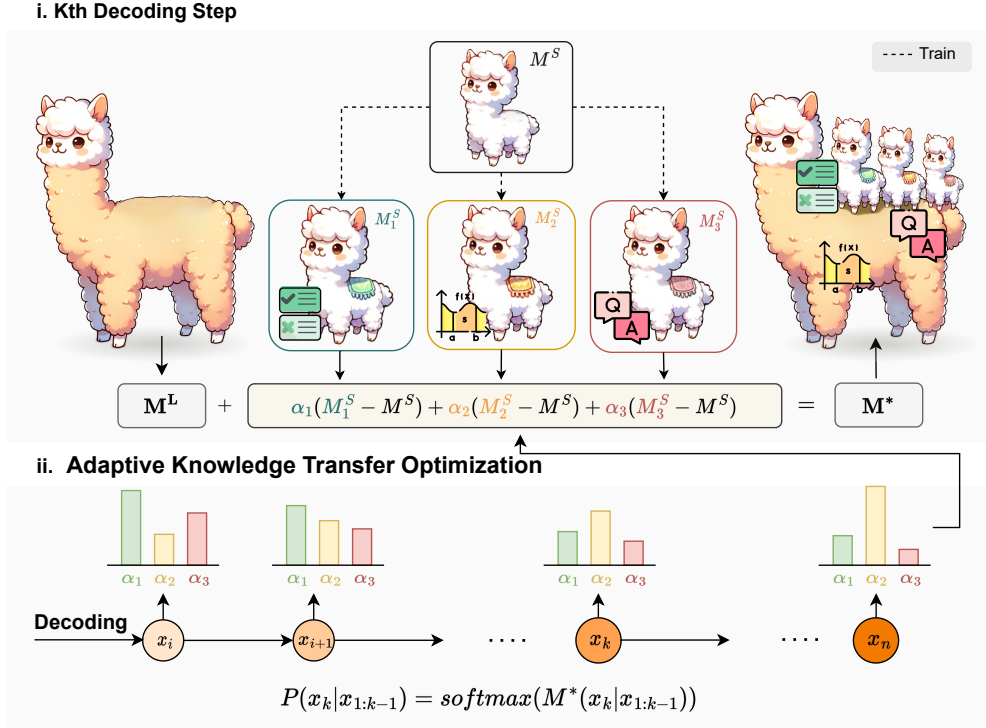 i. Kth Decoding Step
---- Train
M^S
M_1^S
M_2^S
M_3^S
f(x)
s
a b
Q
A
f(x)
s
a b
Q
A
M^L + α_1(M_1^S − M^S) + α_2(M_2^S − M^S) + α_3(M_3^S − M^S) = M^*
ii. Adaptive Knowledge Transfer Optimization
α_1 α_2 α_3
α_1 α_2 α_3
α_1 α_2 α_3
α_1 α_2 α_3
Decoding
x_i
x_{i+1}
....
x_k
....
x_n
P(x_k|x_{1:k−1}) = softmax(M^*(x_k|x_{1:k−1}))